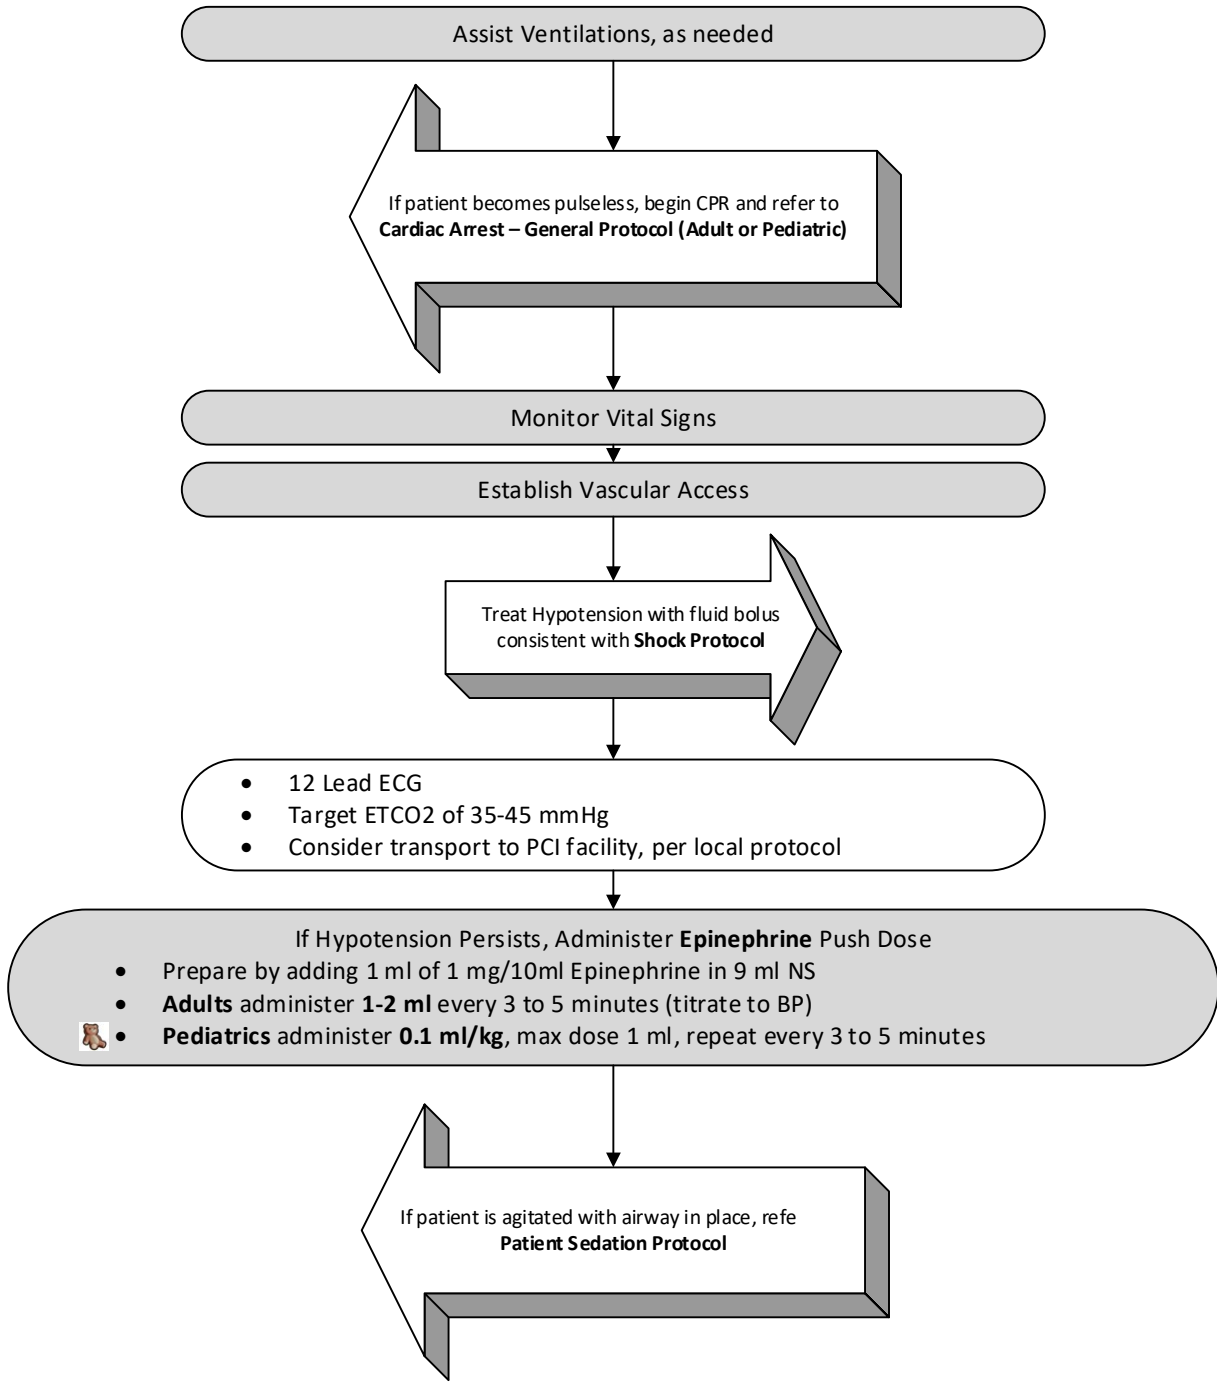 Assist Ventilations, as needed
If patient becomes pulseless, begin CPR and refer to
Cardiac Arrest – General Protocol (Adult or Pediatric)
Monitor Vital Signs
Establish Vascular Access
Treat Hypotension with fluid bolus
consistent with Shock Protocol
• 12 Lead ECG
• Target ETCO2 of 35-45 mmHg
• Consider transport to PCI facility, per local protocol
If Hypotension Persists, Administer Epinephrine Push Dose
• Prepare by adding 1 ml of 1 mg/10ml Epinephrine in 9 ml NS
• Adults administer 1-2 ml every 3 to 5 minutes (titrate to BP)
• Pediatrics administer 0.1 ml/kg, max dose 1 ml, repeat every 3 to 5 minutes
If patient is agitated with airway in place, refe
Patient Sedation Protocol